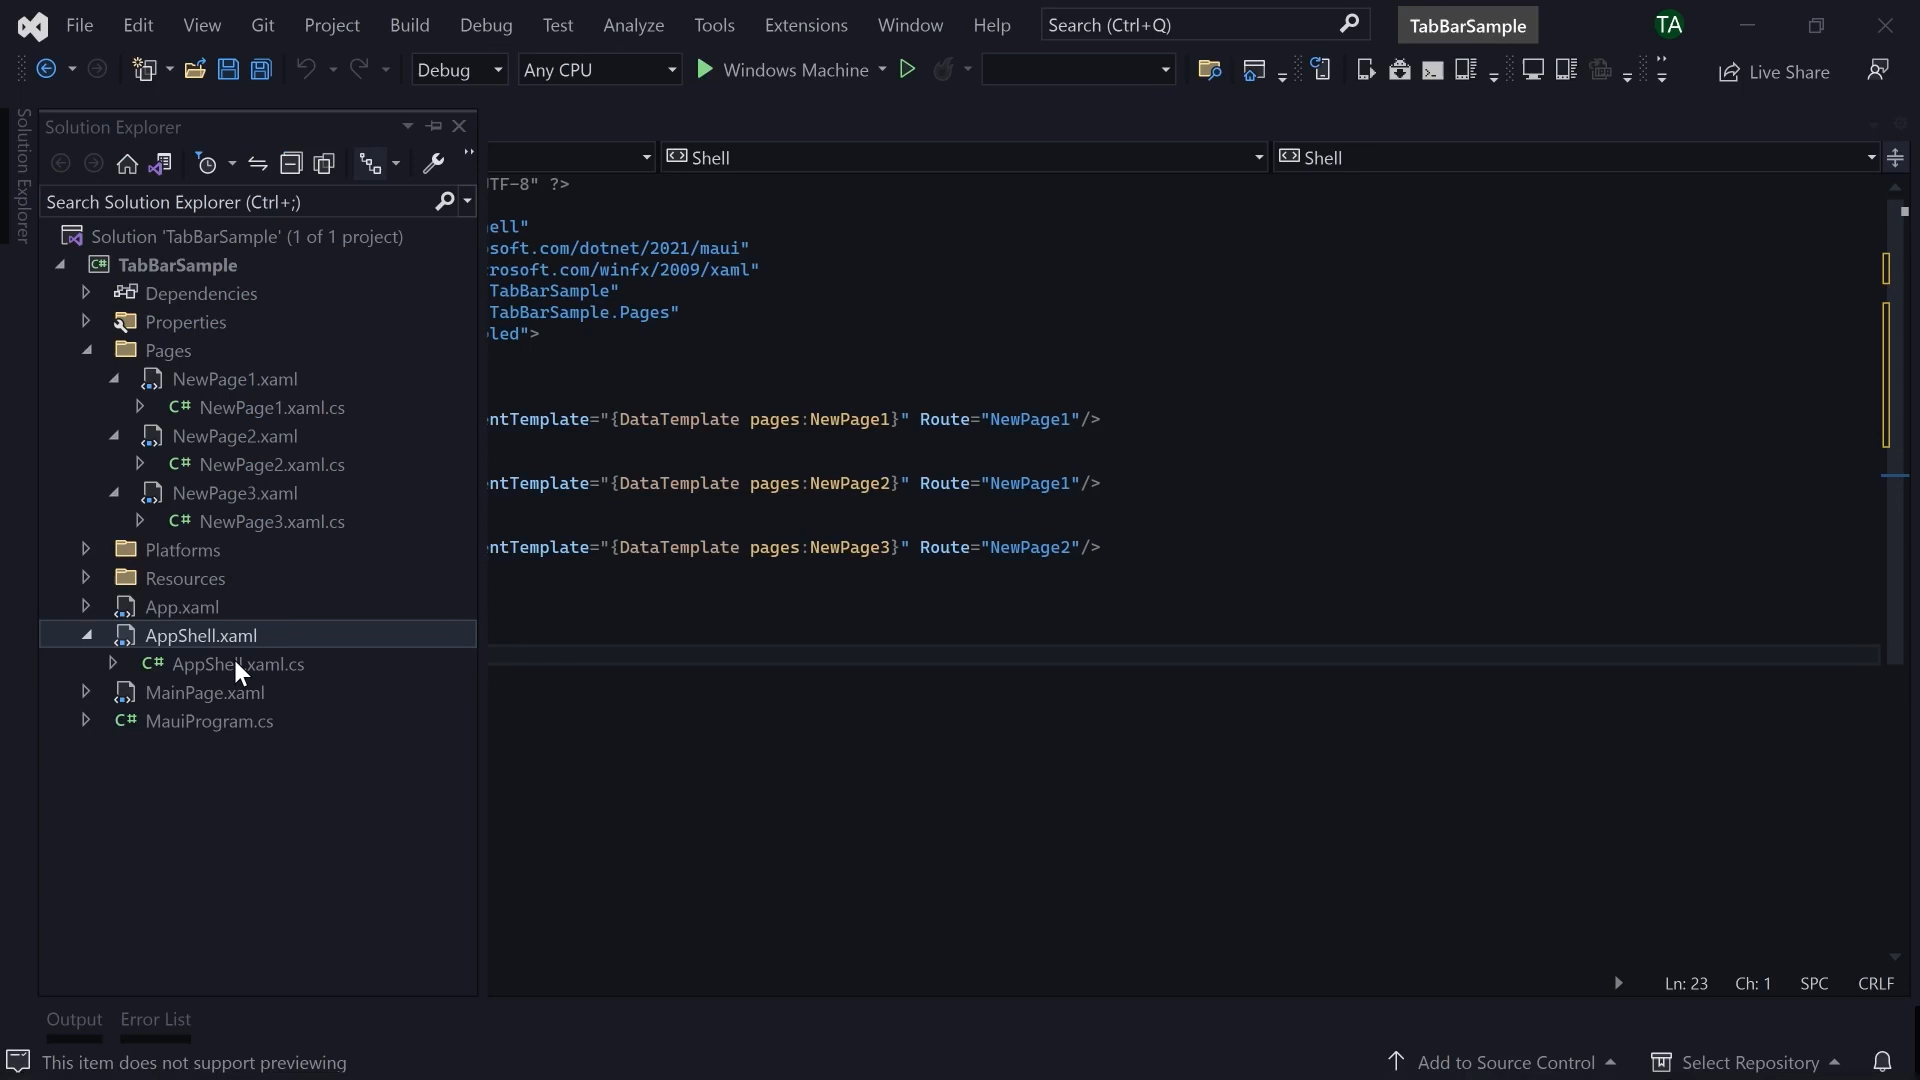 File Edit View Git Project Build Debug Test Analyze Tools Extensions Window Help Search (Ctrl+Q) TabBarSample TA
Debug Any CPU Windows Machine Live Share
Solution Explorer
Solution Explorer
Shell Shell
Search Solution Explorer (Ctrl+;)
Solution 'TabBarSample' (1 of 1 project)
TabBarSample
Dependencies
Properties
Pages
NewPage1.xaml
NewPage1.xaml.cs
NewPage2.xaml
NewPage2.xaml.cs
NewPage3.xaml
NewPage3.xaml.cs
Platforms
Resources
App.xaml
AppShell.xaml
AppShell.xaml.cs
MainPage.xaml
MauiProgram.cs
TF-8" ?>
ell"
soft.com/dotnet/2021/maui"
rosoft.com/winfx/2009/xaml"
TabBarSample"
TabBarSample.Pages"
led">
ntTemplate="{DataTemplate pages:NewPage1}" Route="NewPage1"/>
ntTemplate="{DataTemplate pages:NewPage2}" Route="NewPage1"/>
ntTemplate="{DataTemplate pages:NewPage3}" Route="NewPage2"/>
Ln: 23 Ch: 1 SPC CRLF
Output Error List
This item does not support previewing Add to Source Control Select Repository